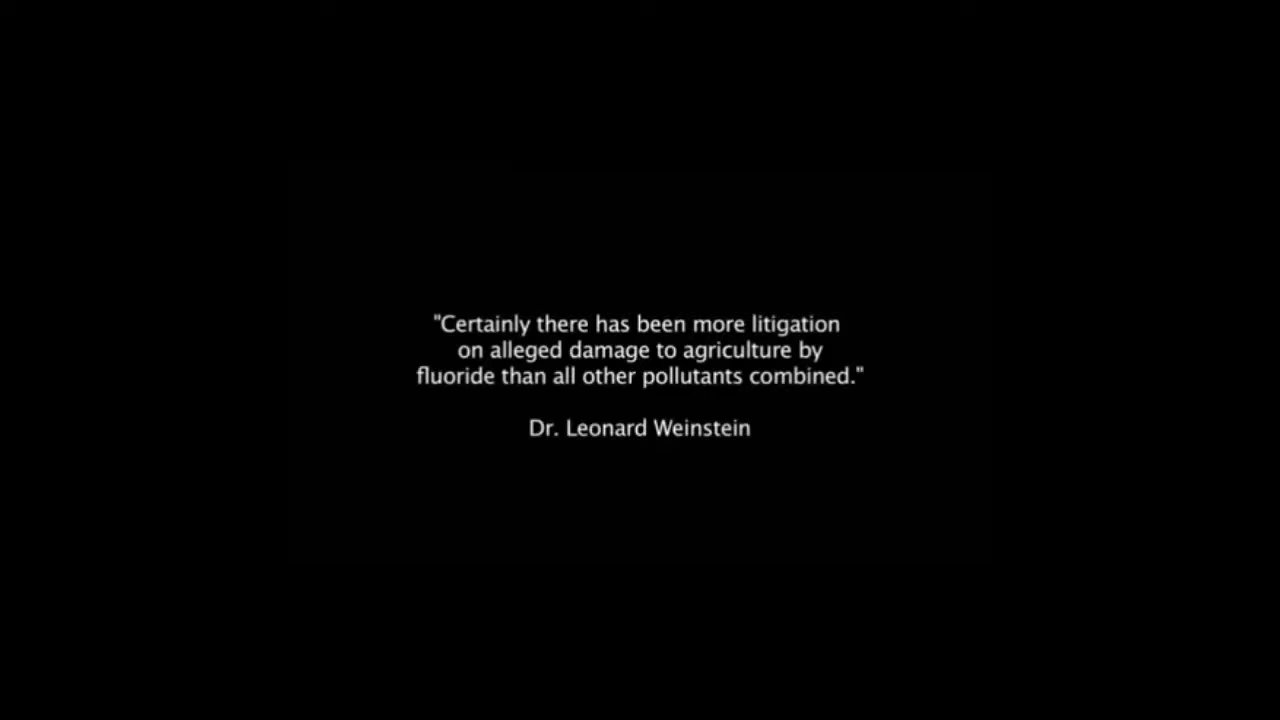 "Certainly there has been more litigation
on alleged damage to agriculture by
fluoride than all other pollutants combined."
Dr. Leonard Weinstein